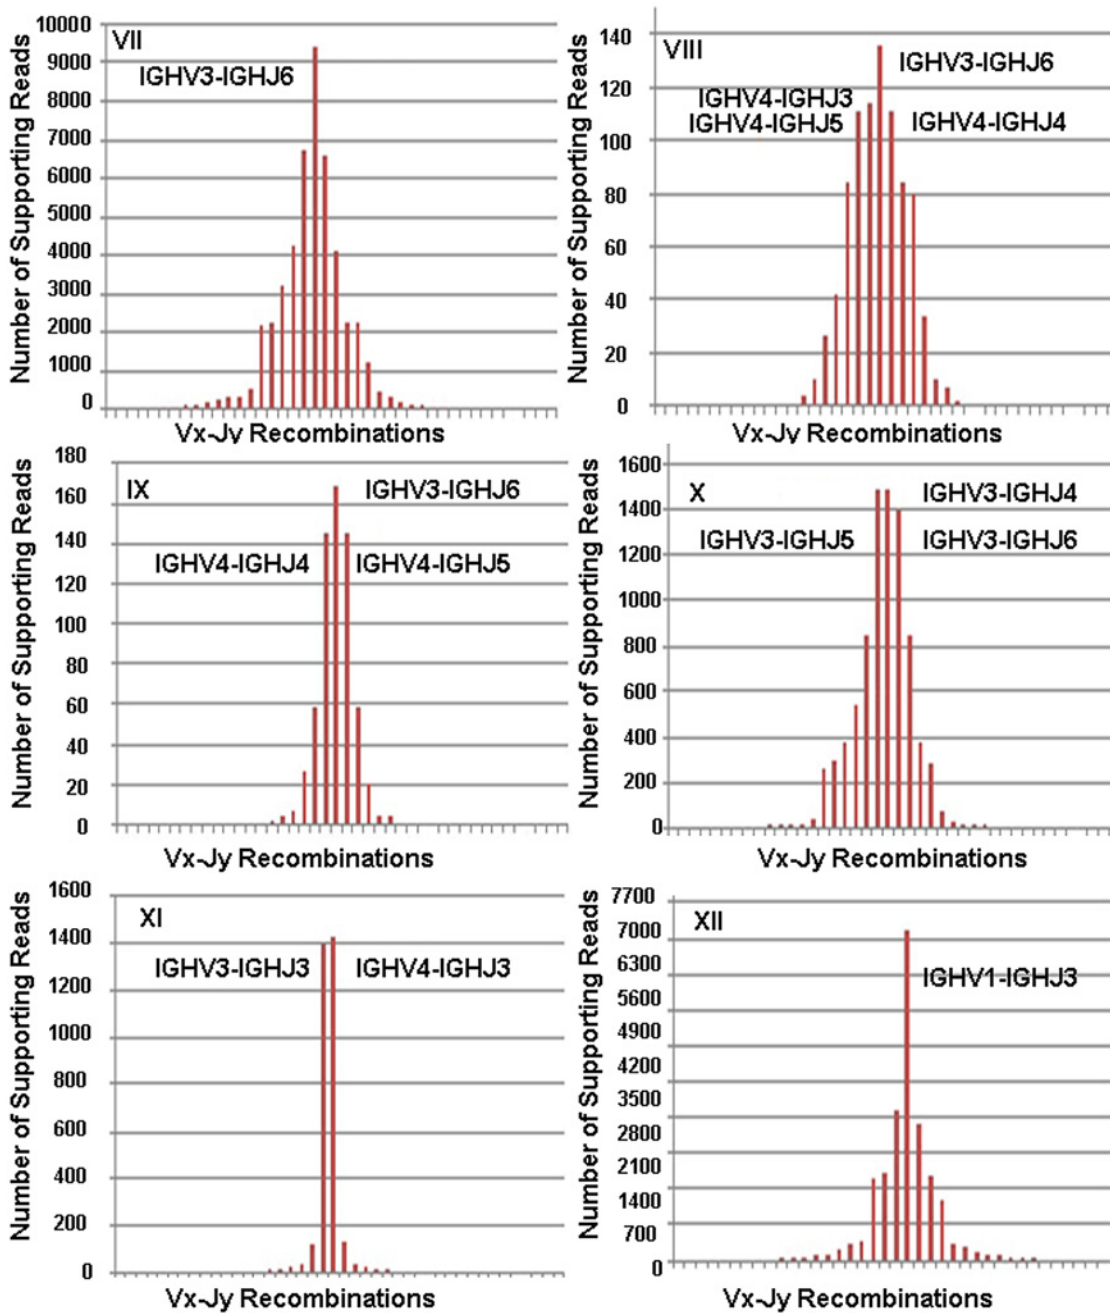 Number of Supporting Reads
10000
9000
8000
7000
6000
5000
4000
3000
2000
1000
0
VII
IGHV3-IGHJ6
Vx-Jy Recombinations
Number of Supporting Reads
140
120
100
80
60
40
20
0
VIII
IGHV3-IGHJ6
IGHV4-IGHJ3
IGHV4-IGHJ5
IGHV4-IGHJ4
Vx-Jy Recombinations
Number of Supporting Reads
180
160
140
120
100
80
60
40
20
0
IX
IGHV3-IGHJ6
IGHV4-IGHJ4
IGHV4-IGHJ5
Vx-Jy Recombinations
Number of Supporting Reads
1600
1400
1200
1000
800
600
400
200
0
X
IGHV3-IGHJ4
IGHV3-IGHJ5
IGHV3-IGHJ6
Vx-Jy Recombinations
Number of Supporting Reads
1600
1400
1200
1000
800
600
400
200
0
XI
IGHV3-IGHJ3
IGHV4-IGHJ3
Vx-Jy Recombinations
Number of Supporting Reads
7700
7000
6300
5600
4900
4200
3500
2800
2100
1400
700
0
XII
IGHV1-IGHJ3
Vx-Jy Recombinations